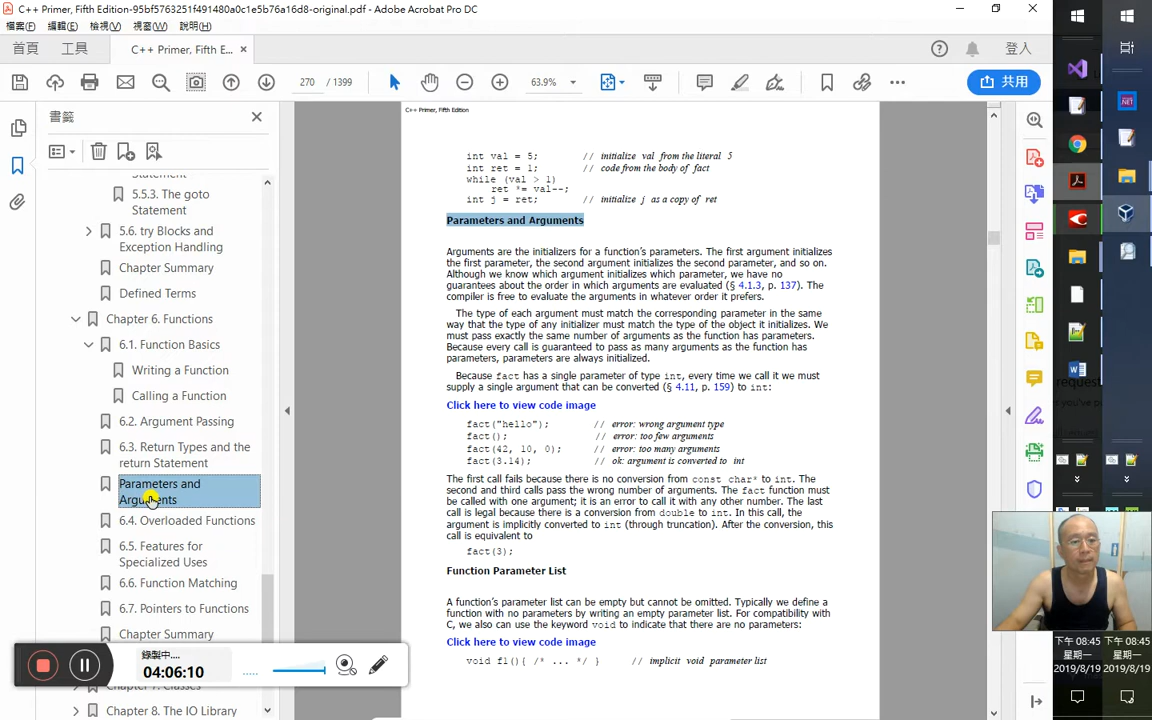 C++ Primer, Fifth Edition-95bf5763251f491480a0c1e5b76a16d8-original.pdf - Adobe Acrobat Pro DC
檔案(F) 編輯(E) 檢視(V) 視窗(W) 說明(H)
首頁 工具 C++ Primer, Fifth E... × 登入
270 / 1399 63.9% 共用
書籤
Statement
5.5.3. The goto
Statement
5.6. try Blocks and
Exception Handling
Chapter Summary
Defined Terms
Chapter 6. Functions
6.1. Function Basics
Writing a Function
Calling a Function
6.2. Argument Passing
6.3. Return Types and the
return Statement
Parameters and
Arguments
6.4. Overloaded Functions
6.5. Features for
Specialized Uses
6.6. Function Matching
6.7. Pointers to Functions
Chapter Summary
Chapter 7. Classes
Chapter 8. The IO Library
錄製中...
04:06:10
C++ Primer, Fifth Edition
int val = 5; // initialize val from the literal 5
int ret = 1; // code from the body of fact
while (val > 1)
ret *= val--;
int j = ret; // initialize j as a copy of ret
Parameters and Arguments
Arguments are the initializers for a function's parameters. The first argument initializes
the first parameter, the second argument initializes the second parameter, and so on.
Although we know which argument initializes which parameter, we have no
guarantees about the order in which arguments are evaluated (§ 4.1.3, p. 137). The
compiler is free to evaluate the arguments in whatever order it prefers.
The type of each argument must match the corresponding parameter in the same
way that the type of any initializer must match the type of the object it initializes. We
must pass exactly the same number of arguments as the function has parameters.
Because every call is guaranteed to pass as many arguments as the function has
parameters, parameters are always initialized.
Because fact has a single parameter of type int, every time we call it we must
supply a single argument that can be converted (§ 4.11, p. 159) to int:
Click here to view code image
fact("hello"); // error: wrong argument type
fact(); // error: too few arguments
fact(42, 10, 0); // error: too many arguments
fact(3.14); // ok: argument is converted to int
The first call fails because there is no conversion from const char* to int. The
second and third calls pass the wrong number of arguments. The fact function must
be called with one argument; it is an error to call it with any other number. The last
call is legal because there is a conversion from double to int. In this call, the
argument is implicitly converted to int (through truncation). After the conversion, this
call is equivalent to
fact(3);
Function Parameter List
A function's parameter list can be empty but cannot be omitted. Typically we define a
function with no parameters by writing an empty parameter list. For compatibility with
C, we also can use the keyword void to indicate that there are no parameters:
Click here to view code image
void f1(){ /* ... */ } // implicit void parameter list
.NET
request
下午 08:45 下午 08:45
星期一 星期一
2019/8/19 2019/8/19